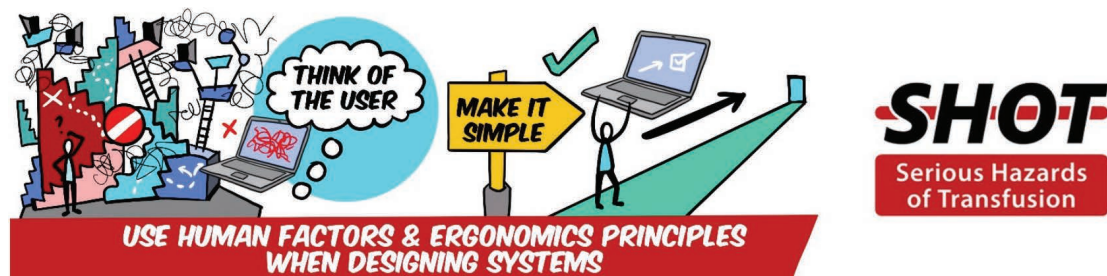 THINK OF
THE USER
MAKE IT
SIMPLE
USE HUMAN FACTORS & ERGONOMICS PRINCIPLES
WHEN DESIGNING SYSTEMS
SHOT
Serious Hazards
of Transfusion